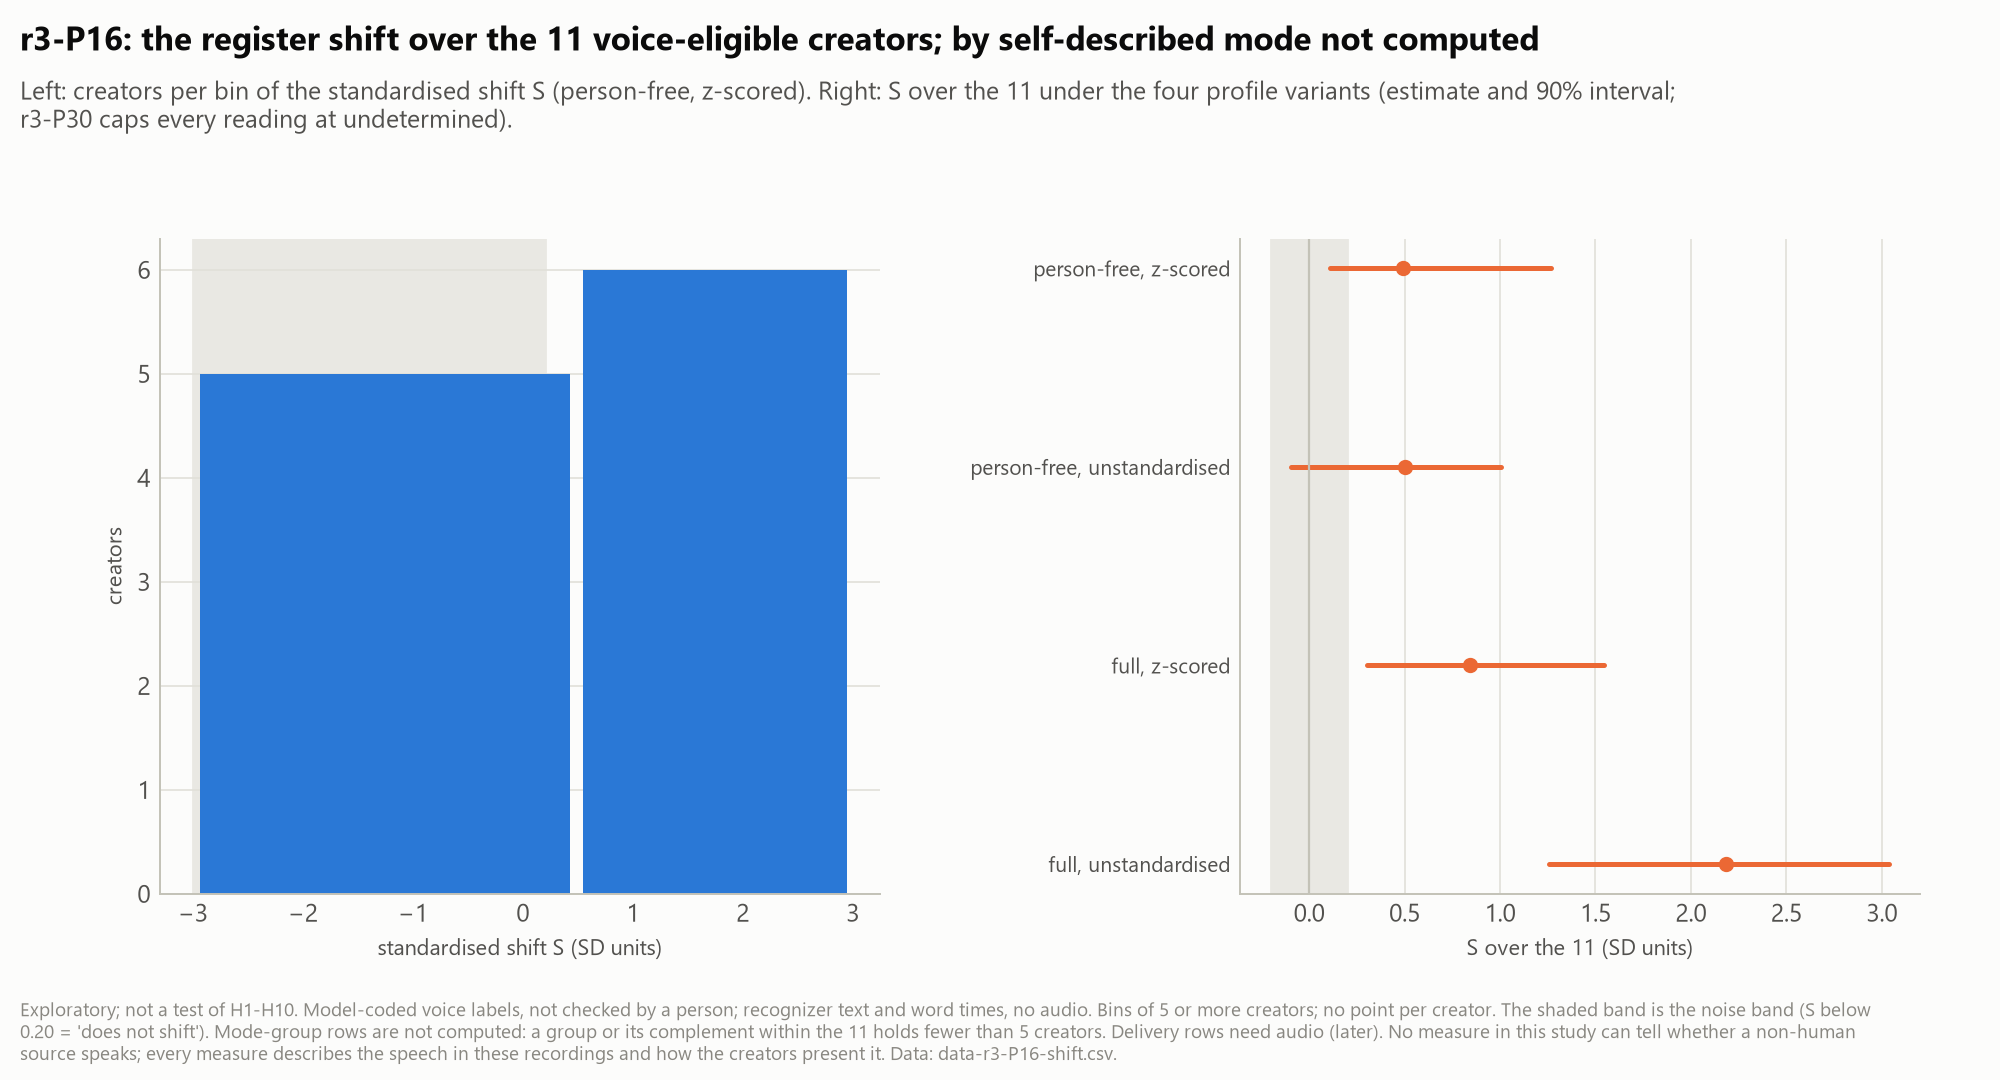 r3-P16: the register shift over the 11 voice-eligible creators; by self-described mode not computed
Left: creators per bin of the standardised shift S (person-free, z-scored). Right: S over the 11 under the four profile variants (estimate and 90% interval;
r3-P30 caps every reading at undetermined).
creators
6
5
4
3
2
1
0
−3 −2 −1 0 1 2 3
standardised shift S (SD units)
person-free, z-scored
person-free, unstandardised
full, z-scored
full, unstandardised
0.0 0.5 1.0 1.5 2.0 2.5 3.0
S over the 11 (SD units)
Exploratory; not a test of H1-H10. Model-coded voice labels, not checked by a person; recognizer text and word times, no audio. Bins of 5 or more creators; no point per creator. The shaded band is the noise band (S below
0.20 = 'does not shift'). Mode-group rows are not computed: a group or its complement within the 11 holds fewer than 5 creators. Delivery rows need audio (later). No measure in this study can tell whether a non-human
source speaks; every measure describes the speech in these recordings and how the creators present it. Data: data-r3-P16-shift.csv.